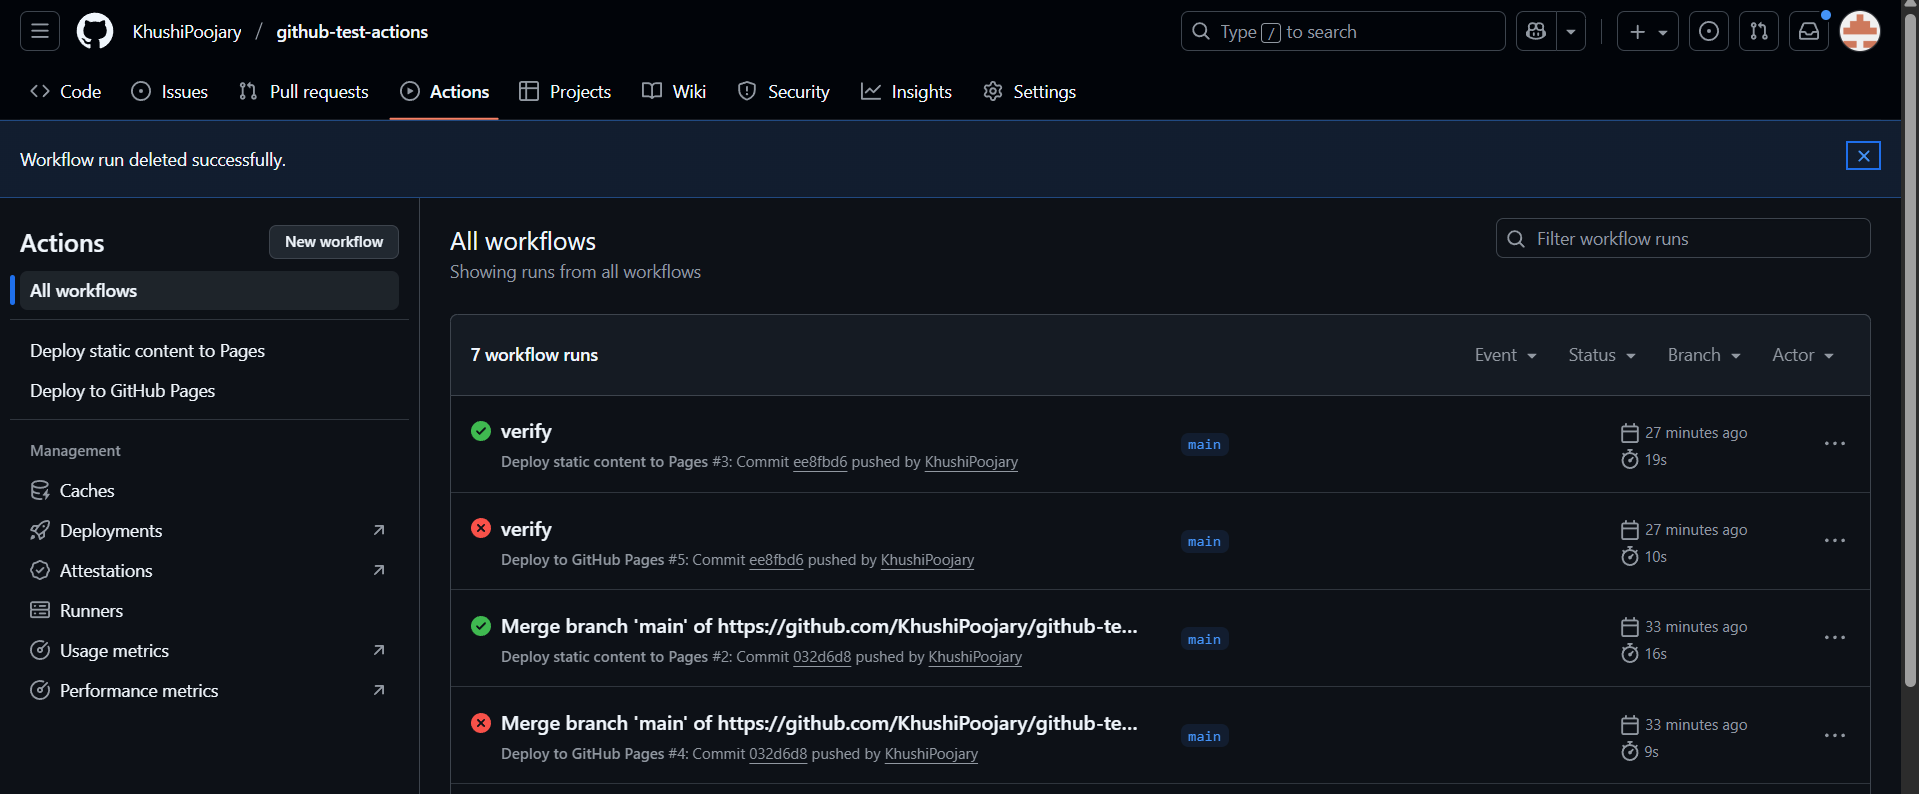 KhushiPoojary / github-test-actions
Type / to search
Code Issues Pull requests Actions Projects Wiki Security Insights Settings
Workflow run deleted successfully.
Actions
New workflow
All workflows
Deploy static content to Pages
Deploy to GitHub Pages
Management
Caches
Deployments
Attestations
Runners
Usage metrics
Performance metrics
All workflows
Showing runs from all workflows
Filter workflow runs
7 workflow runs
Event Status Branch Actor
verify
Deploy static content to Pages #3: Commit ee8fbd6 pushed by KhushiPoojary
main
27 minutes ago
19s
verify
Deploy to GitHub Pages #5: Commit ee8fbd6 pushed by KhushiPoojary
main
27 minutes ago
10s
Merge branch 'main' of https://github.com/KhushiPoojary/github-te...
Deploy static content to Pages #2: Commit 032d6d8 pushed by KhushiPoojary
main
33 minutes ago
16s
Merge branch 'main' of https://github.com/KhushiPoojary/github-te...
Deploy to GitHub Pages #4: Commit 032d6d8 pushed by KhushiPoojary
main
33 minutes ago
9s